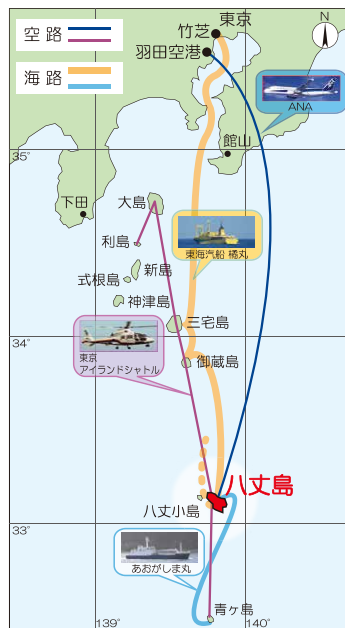 空路
海路
東京
竹芝
羽田空港
N
ANA
館山
35°
下田
大島
利島
新島
式根島
神津島
東海汽船 橘丸
三宅島
34°
東京
アイランドシャトル
御蔵島
八丈島
八丈小島
33°
あおがしま丸
青ヶ島
139°
140°